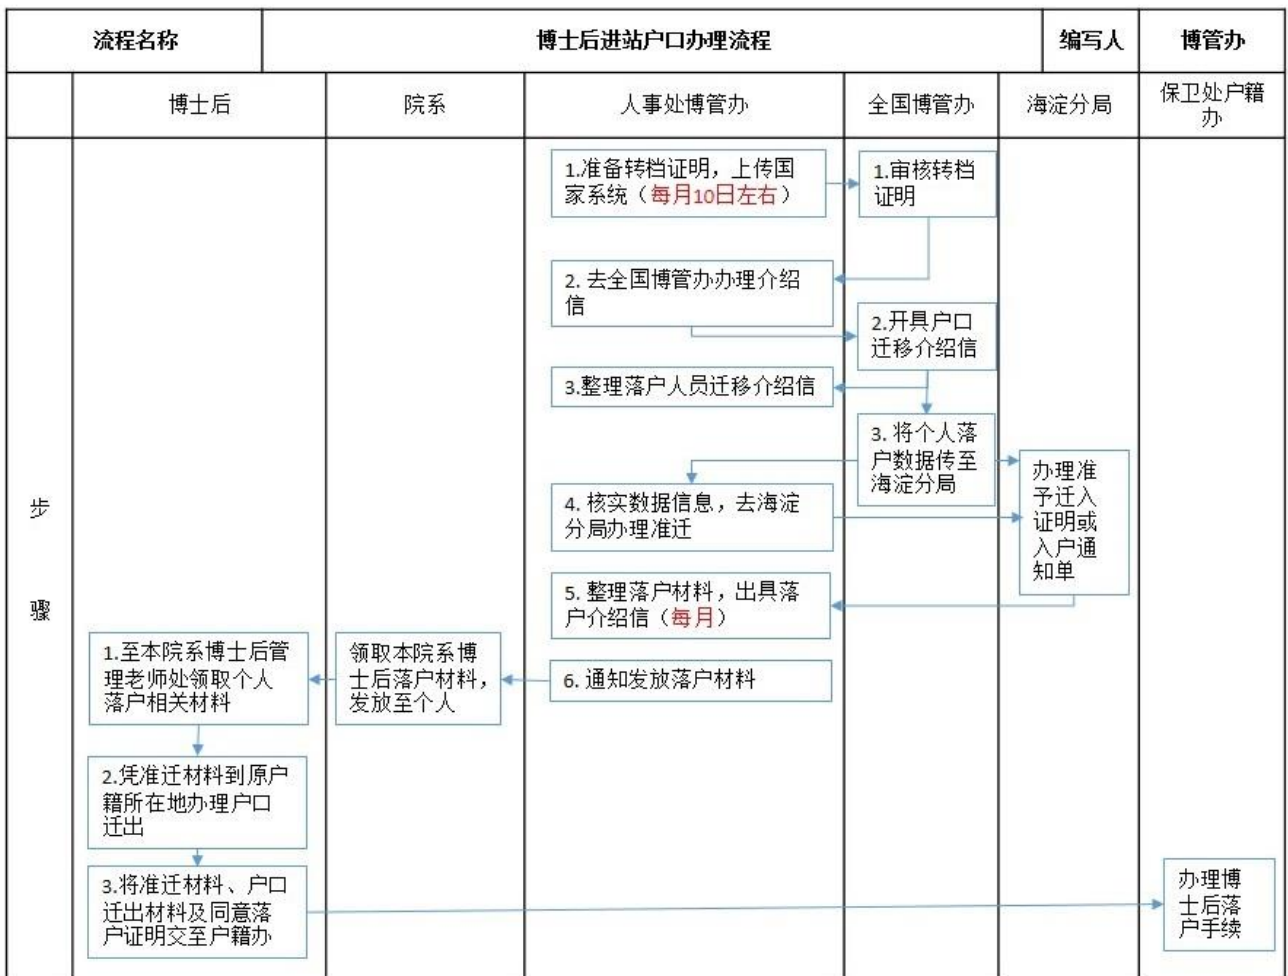 流程名称
博士后进站户口办理流程
编写人
博管办
博士后
院系
人事处博管办
全国博管办
海淀分局
保卫处户籍
办
步
骤
1.准备转档证明，上传国
家系统（每月10日左右）
1.审核转档
证明
2. 去全国博管办办理介绍
信
2.开具户口
迁移介绍信
3.整理落户人员迁移介绍信
3. 将个人落
户数据传至
海淀分局
办理准
予迁入
证明或
入户通
知单
4. 核实数据信息，去海淀
分局办理准迁
5. 整理落户材料，出具落
户介绍信（每月）
6. 通知发放落户材料
领取本院系博
士后落户材料，
发放至个人
1.至本院系博士后管
理老师处领取个人
落户相关材料
2.凭准迁材料到原户
籍所在地办理户口
迁出
3.将准迁材料、户口
迁出材料及同意落
户证明交至户籍办
办理博
士后落
户手续